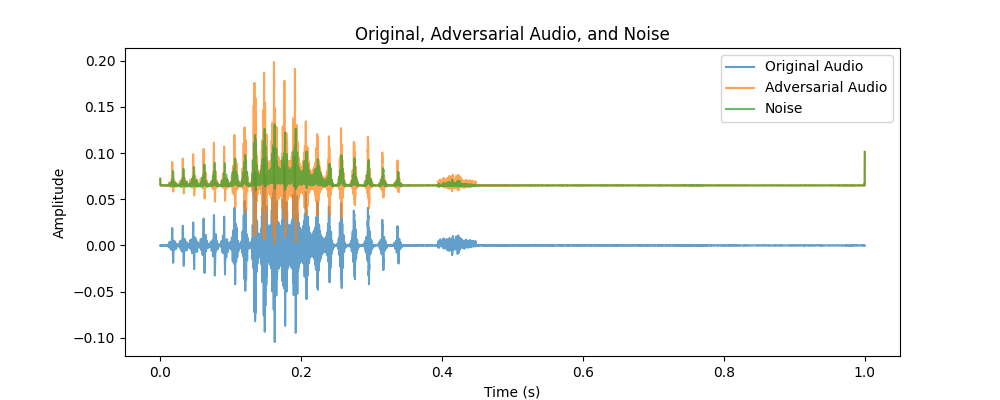 Original, Adversarial Audio, and Noise
Original Audio
Adversarial Audio
Noise
Amplitude
0.20
0.15
0.10
0.05
0.00
−0.05
−0.10
0.0 0.2 0.4 0.6 0.8 1.0
Time (s)